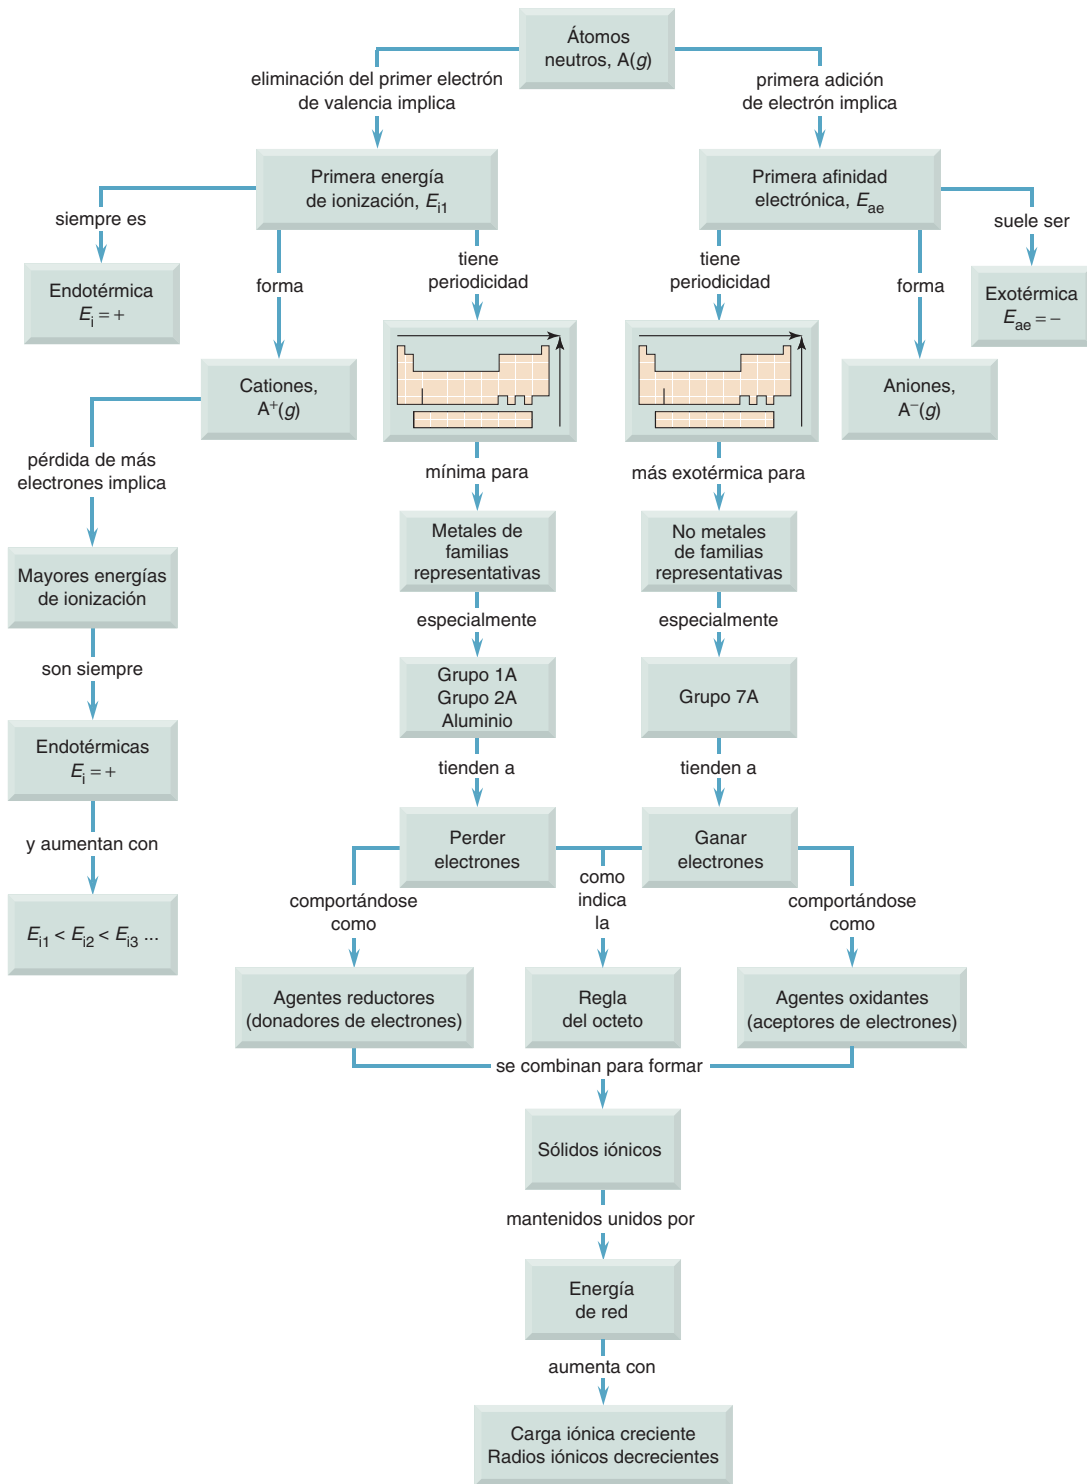 Átomos
neutros, A(g)
eliminación del primer electrón
de valencia implica
primera adición
de electrón implica
Primera energía
de ionización, Ei1
Primera afinidad
electrónica, Eae
siempre es
forma
tiene
periodicidad
tiene
periodicidad
forma
suele ser
Endotérmica
Ei = +
Exotérmica
Eae = –
Cationes,
A+(g)
Aniones,
A–(g)
pérdida de más
electrones implica
mínima para
más exotérmica para
Mayores energías
de ionización
Metales de
familias
representativas
No metales
de familias
representativas
son siempre
especialmente
especialmente
Endotérmicas
Ei = +
Grupo 1A
Grupo 2A
Aluminio
Grupo 7A
tienden a
tienden a
y aumentan con
Perder
electrones
Ganar
electrones
Ei1 < Ei2 < Ei3 ...
comportándose
como
como
indica
la
comportándose
como
Agentes reductores
(donadores de electrones)
Regla
del octeto
Agentes oxidantes
(aceptores de electrones)
se combinan para formar
Sólidos iónicos
mantenidos unidos por
Energía
de red
aumenta con
Carga iónica creciente
Radios iónicos decrecientes